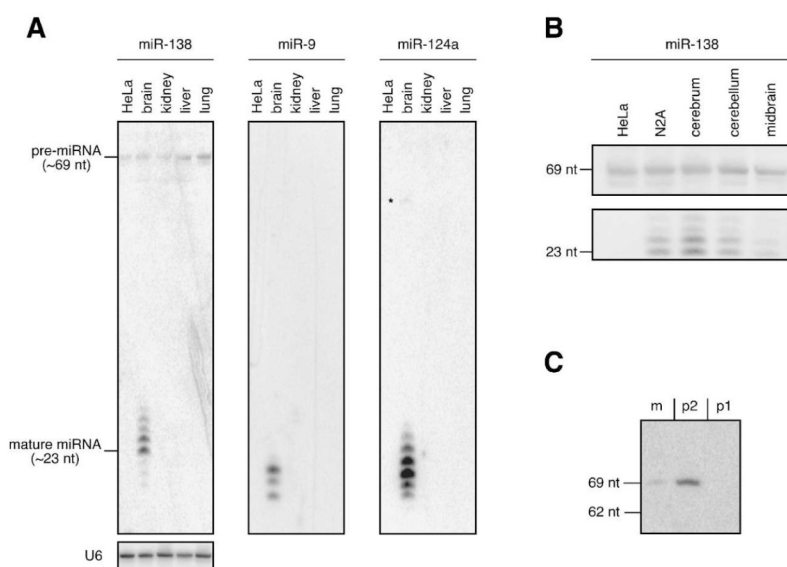 A
miR-138
miR-9
miR-124a
HeLa
brain
kidney
liver
lung
HeLa
brain
kidney
liver
lung
HeLa
brain
kidney
liver
lung
pre-miRNA
(~69 nt)
*
mature miRNA
(~23 nt)
U6
B
miR-138
HeLa
N2A
cerebrum
cerebellum
midbrain
69 nt
23 nt
C
m p2 p1
69 nt
62 nt